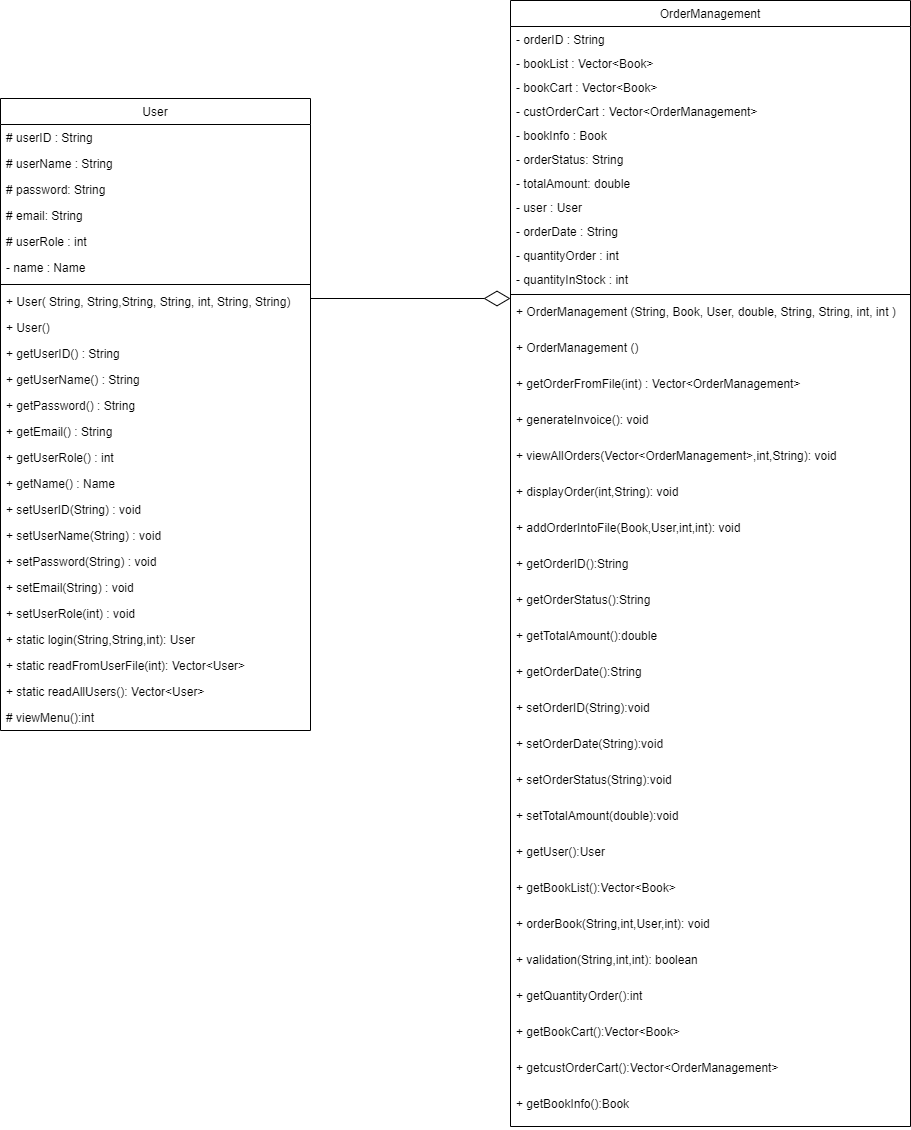 User
# userID : String
# userName : String
# password: String
# email: String
# userRole : int
- name : Name
+ User( String, String,String, String, int, String, String)
+ User()
+ getUserID() : String
+ getUserName() : String
+ getPassword() : String
+ getEmail() : String
+ getUserRole() : int
+ getName() : Name
+ setUserID(String) : void
+ setUserName(String) : void
+ setPassword(String) : void
+ setEmail(String) : void
+ setUserRole(int) : void
+ static login(String,String,int): User
+ static readFromUserFile(int): Vector<User>
+ static readAllUsers(): Vector<User>
# viewMenu():int
OrderManagement
- orderID : String
- bookList : Vector<Book>
- bookCart : Vector<Book>
- custOrderCart : Vector<OrderManagement>
- bookInfo : Book
- orderStatus: String
- totalAmount: double
- user : User
- orderDate : String
- quantityOrder : int
- quantityInStock : int
+ OrderManagement (String, Book, User, double, String, String, int, int )
+ OrderManagement ()
+ getOrderFromFile(int) : Vector<OrderManagement>
+ generateInvoice(): void
+ viewAllOrders(Vector<OrderManagement>,int,String): void
+ displayOrder(int,String): void
+ addOrderIntoFile(Book,User,int,int): void
+ getOrderID():String
+ getOrderStatus():String
+ getTotalAmount():double
+ getOrderDate():String
+ setOrderID(String):void
+ setOrderDate(String):void
+ setOrderStatus(String):void
+ setTotalAmount(double):void
+ getUser():User
+ getBookList():Vector<Book>
+ orderBook(String,int,User,int): void
+ validation(String,int,int): boolean
+ getQuantityOrder():int
+ getBookCart():Vector<Book>
+ getcustOrderCart():Vector<OrderManagement>
+ getBookInfo():Book